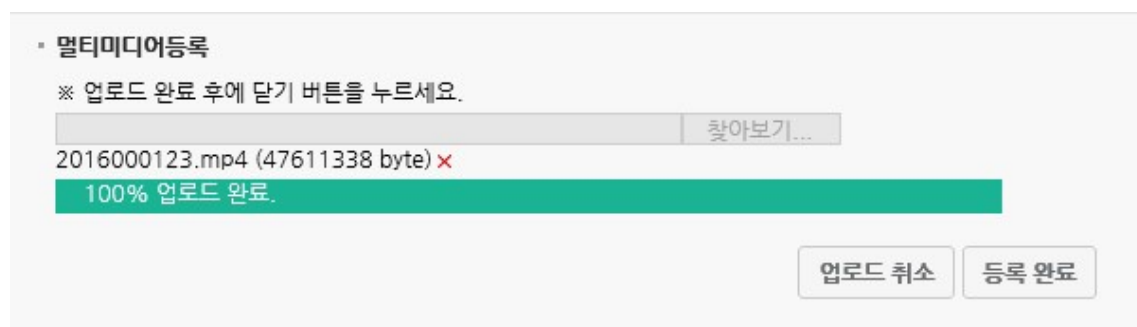 ▪ 멀티미디어등록
※ 업로드 완료 후에 닫기 버튼을 누르세요.
찾아보기...
2016000123.mp4 (47611338 byte) ×
100% 업로드 완료.
업로드 취소 등록 완료